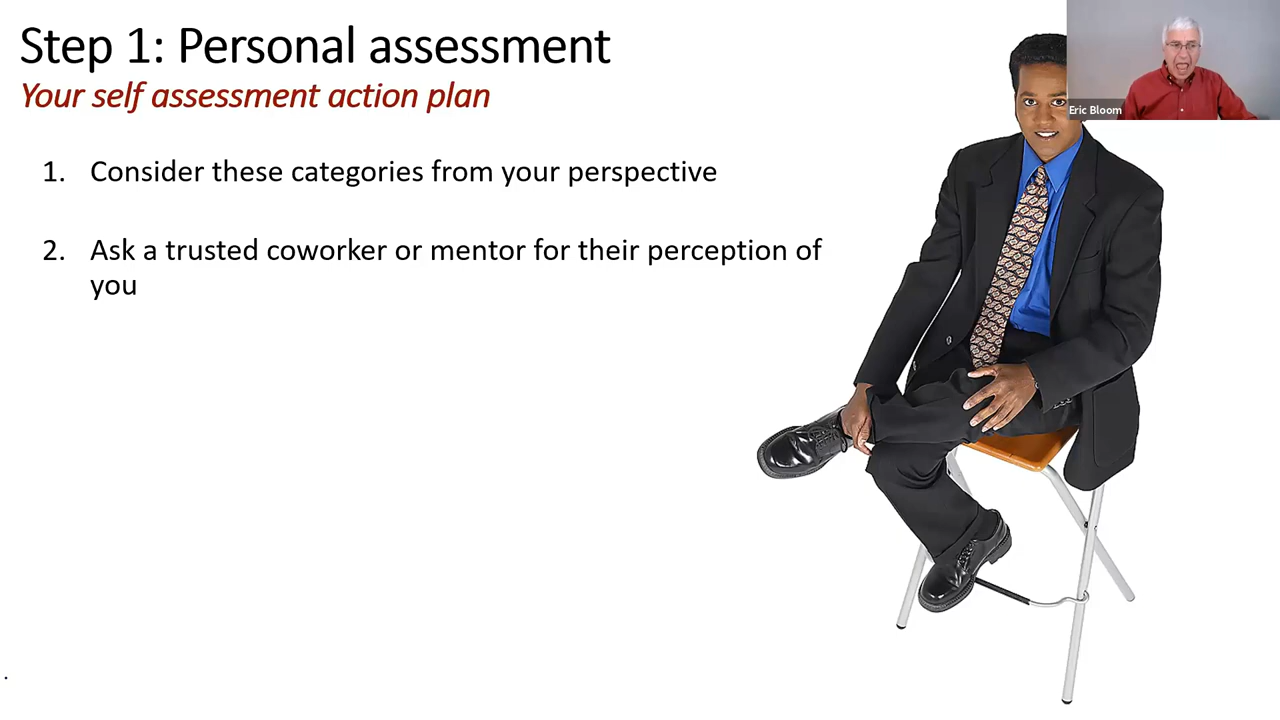 Step 1: Personal assessment
Your self assessment action plan
Eric Bloom
1. Consider these categories from your perspective
2. Ask a trusted coworker or mentor for their perception of
you
.